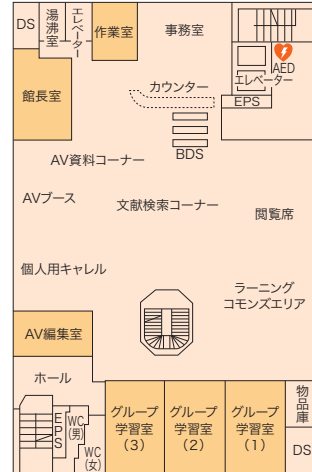 DS
湯沸室
エレベーター
作業室
事務室
AED
エレベーター
EPS
館長室
カウンター
BDS
AV資料コーナー
AVブース
文献検索コーナー
閲覧席
個人用キャレル
ラーニング
コモンズエリア
AV編集室
ホール
EPS
WC
(男)
WC
(女)
グループ
学習室
(3)
グループ
学習室
(2)
グループ
学習室
(1)
物品庫
DS